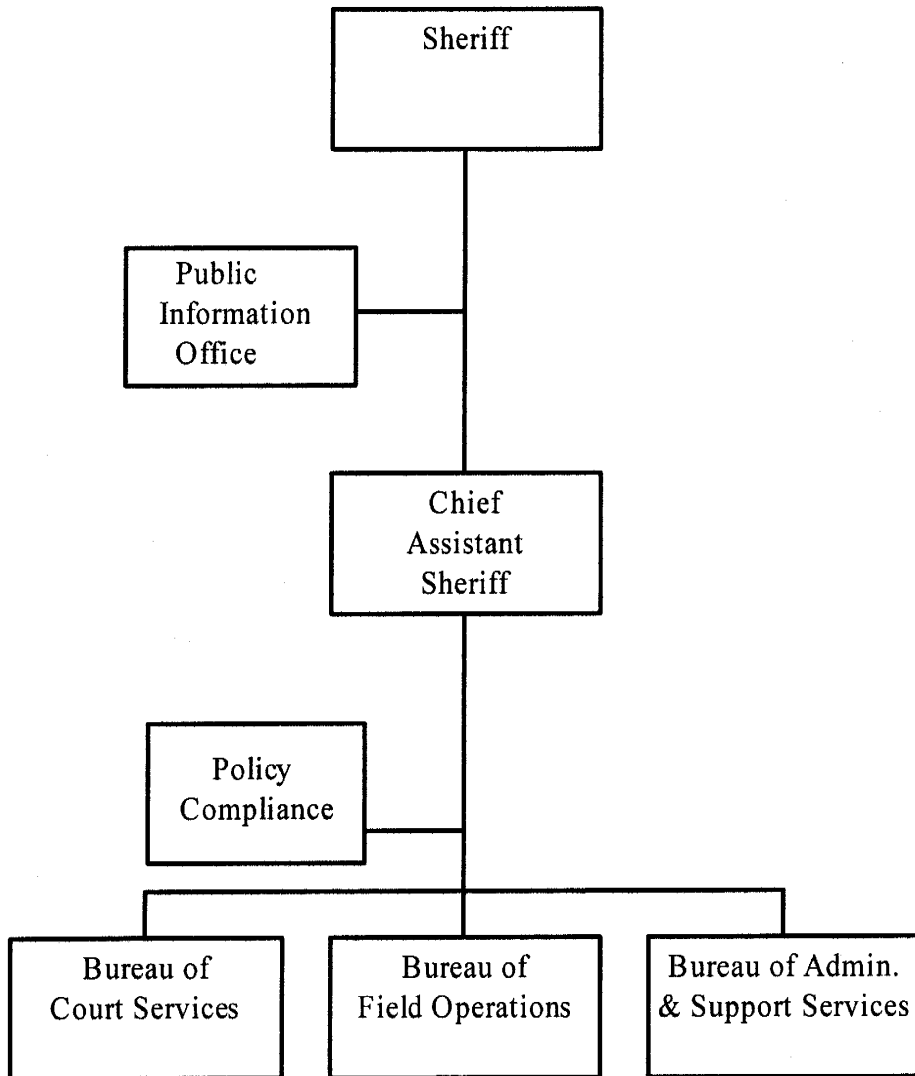 Sheriff
Public
Information
Office
Chief
Assistant
Sheriff
Policy
Compliance
Bureau of
Court Services
Bureau of
Field Operations
Bureau of Admin.
& Support Services